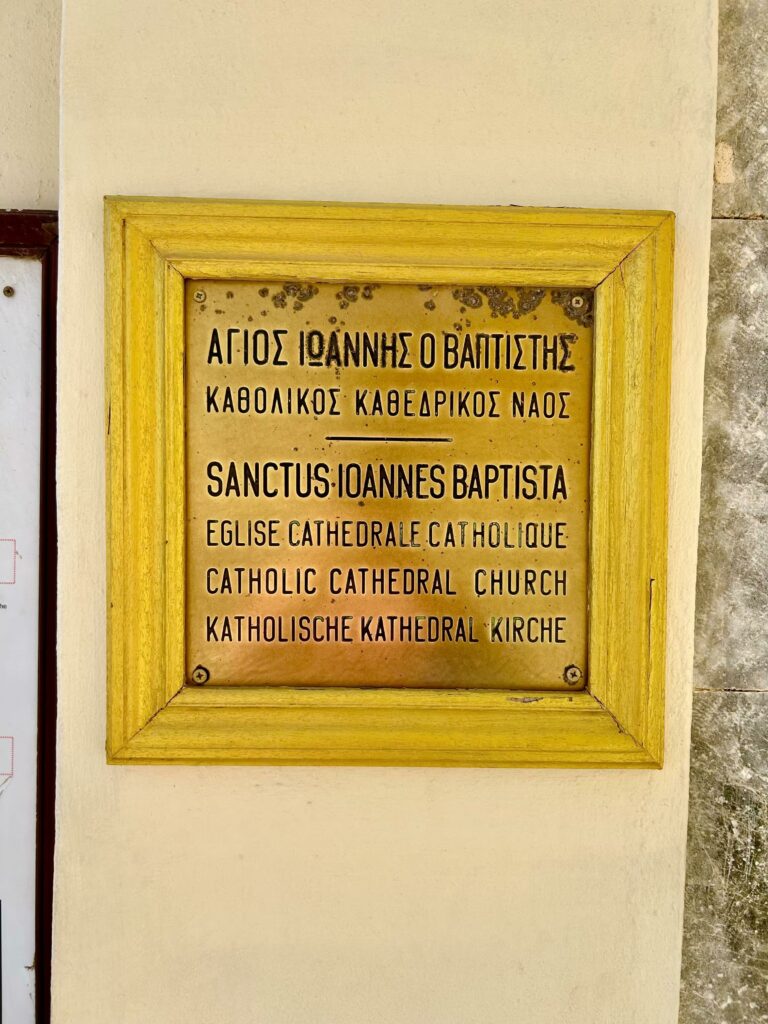 ΑΓΙΟΣ ΙΩΑΝΝΗΣ Ο ΒΑΠΤΙΣΤΗΣ
ΚΑΘΟΛΙΚΟΣ ΚΑΘΕΔΡΙΚΟΣ ΝΑΟΣ
SANCTUS·IOANNES BAPTISTA
EGLISE CATHEDRALE CATHOLIQUE
CATHOLIC CATHEDRAL CHURCH
KATHOLISCHE KATHEDRAL KIRCHE